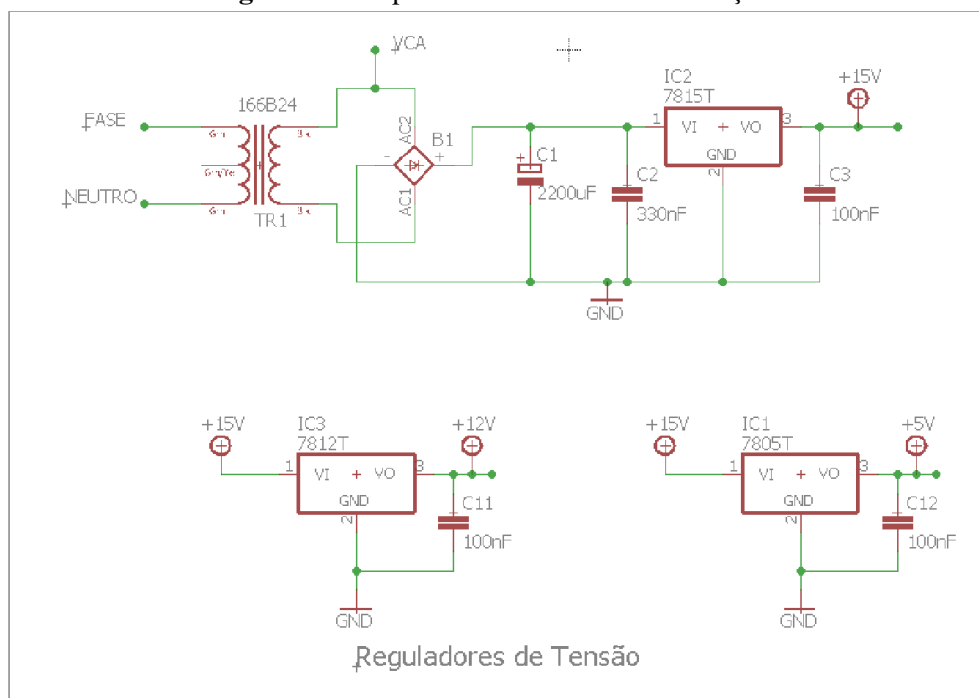 VCA
166B24
FASE
NEUTRO
TR1
AC2
AC1
B1
-
+
C1
2200uF
C2
330nF
IC2
7815T
1
VI
VO
3
GND
2
+15V
C3
100nF
GND
+15V
IC3
7812T
1
VI
VO
3
GND
2
+12V
C11
100nF
GND
+15V
IC1
7805T
1
VI
VO
3
GND
2
+5V
C12
100nF
GND
Reguladores de Tensão